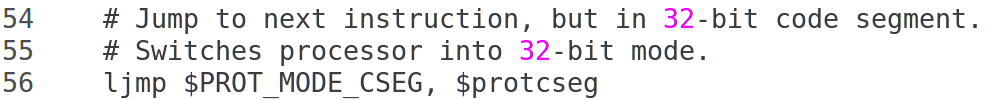 54    # Jump to next instruction, but in 32-bit code segment.
55    # Switches processor into 32-bit mode.
56    ljmp $PROT_MODE_CSEG, $protcseg